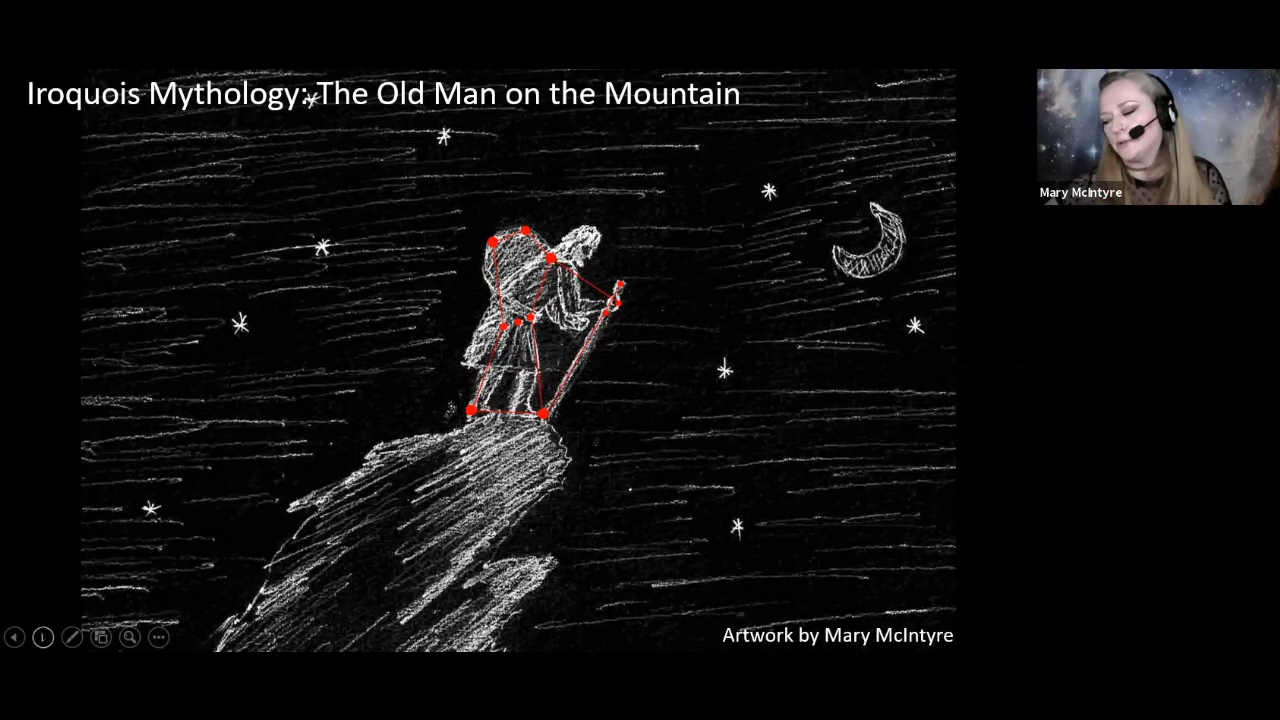 Iroquois Mythology: The Old Man on the Mountain
Mary McIntyre
Artwork by Mary McIntyre